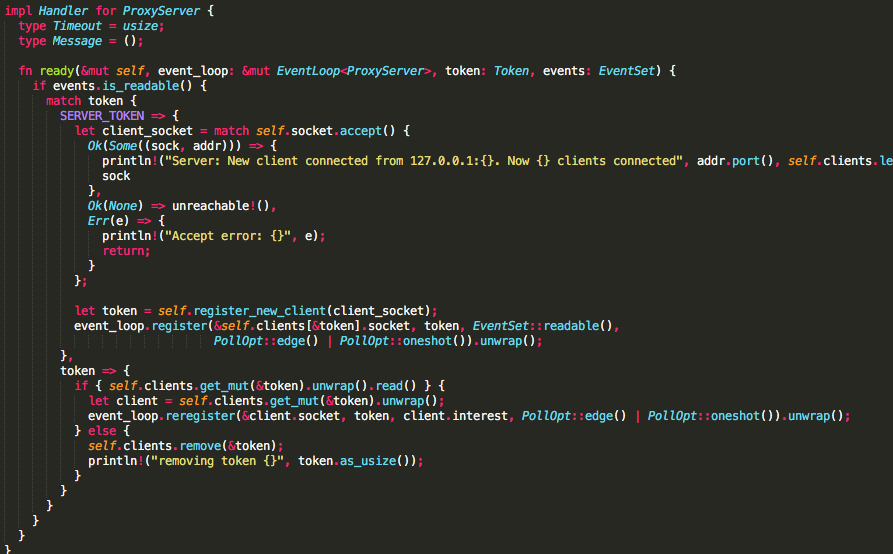 impl Handler for ProxyServer {
  type Timeout = usize;
  type Message = ();

  fn ready(&mut self, event_loop: &mut EventLoop<ProxyServer>, token: Token, events: EventSet) {
    if events.is_readable() {
      match token {
        SERVER_TOKEN => {
          let client_socket = match self.socket.accept() {
            Ok(Some((sock, addr))) => {
              println!("Server: New client connected from 127.0.0.1:{}. Now {} clients connected", addr.port(), self.clients.le
              sock
            },
            Ok(None) => unreachable!(),
            Err(e) => {
              println!("Accept error: {}", e);
              return;
            }
          };

          let token = self.register_new_client(client_socket);
          event_loop.register(&self.clients[&token].socket, token, EventSet::readable(),
                              PollOpt::edge() | PollOpt::oneshot()).unwrap();
        },
        token => {
          if { self.clients.get_mut(&token).unwrap().read() } {
            let client = self.clients.get_mut(&token).unwrap();
            event_loop.reregister(&client.socket, token, client.interest, PollOpt::edge() | PollOpt::oneshot()).unwrap();
          } else {
            self.clients.remove(&token);
            println!("removing token {}", token.as_usize());
          }
        }
      }
    }
  }
}